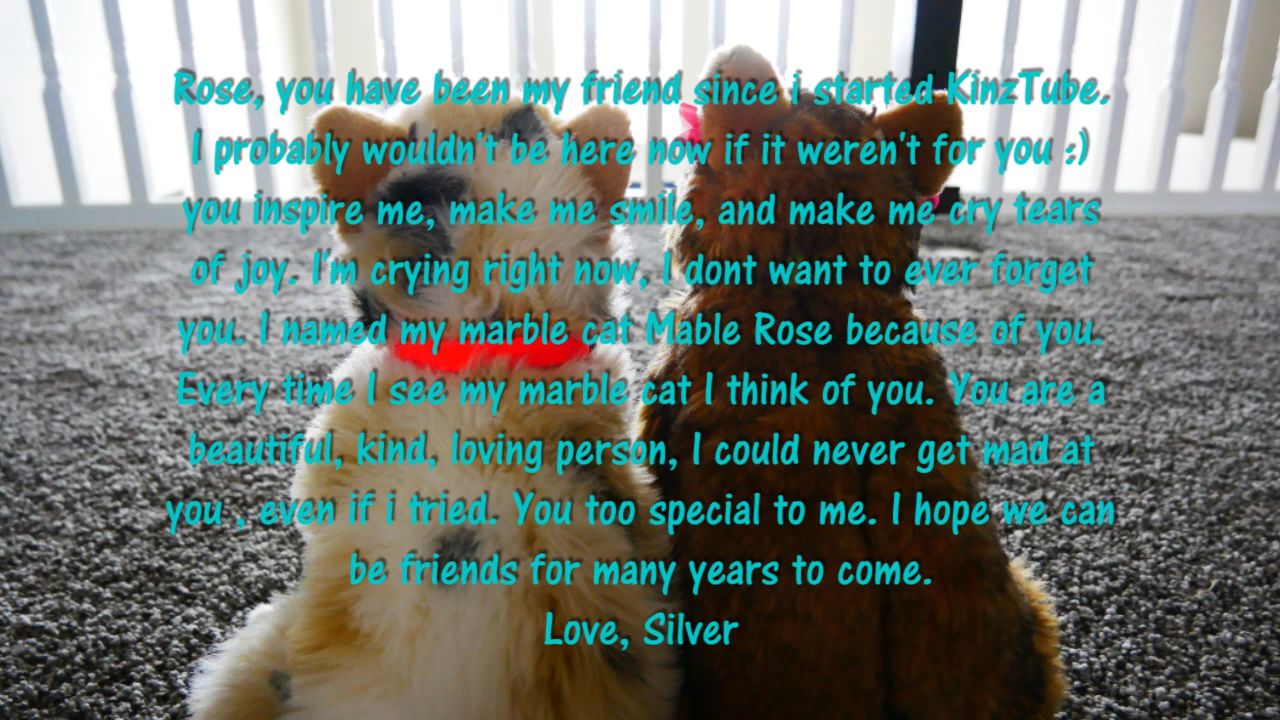 Rose, you have been my friend since i started KinzTube.
I probably wouldn't be here now if it weren't for you :)
you inspire me, make me smile, and make me cry tears
of joy. I'm crying right now, I dont want to ever forget
you. I named my marble cat Mable Rose because of you.
Every time I see my marble cat I think of you. You are a
beautiful, kind, loving person, I could never get mad at
you , even if i tried. You too special to me. I hope we can
be friends for many years to come.
Love, Silver